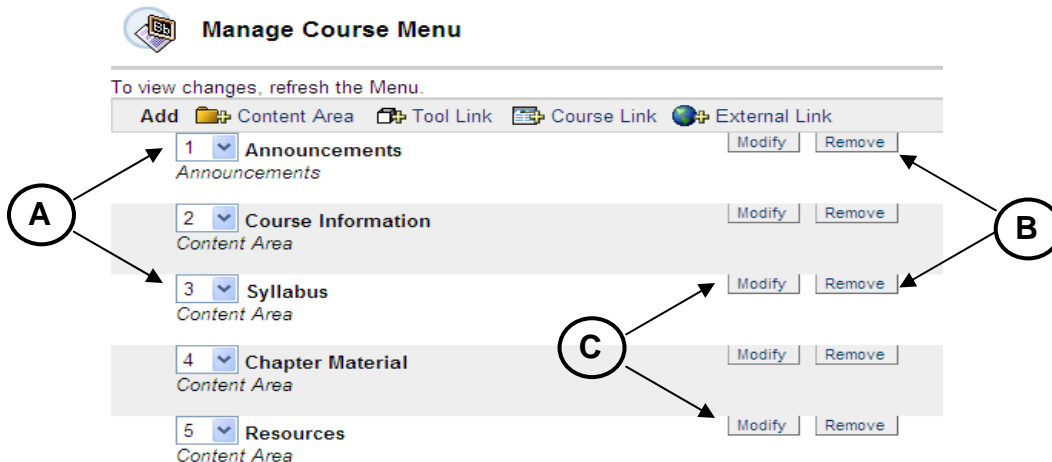 Bb
Manage Course Menu
To view changes, refresh the Menu.
Add Content Area Tool Link Course Link External Link
1 Announcements Modify Remove
Announcements
A
2 Course Information Modify Remove
B
Content Area
3 Syllabus Modify Remove
Content Area
C
4 Chapter Material Modify Remove
Content Area
5 Resources Modify Remove
Content Area